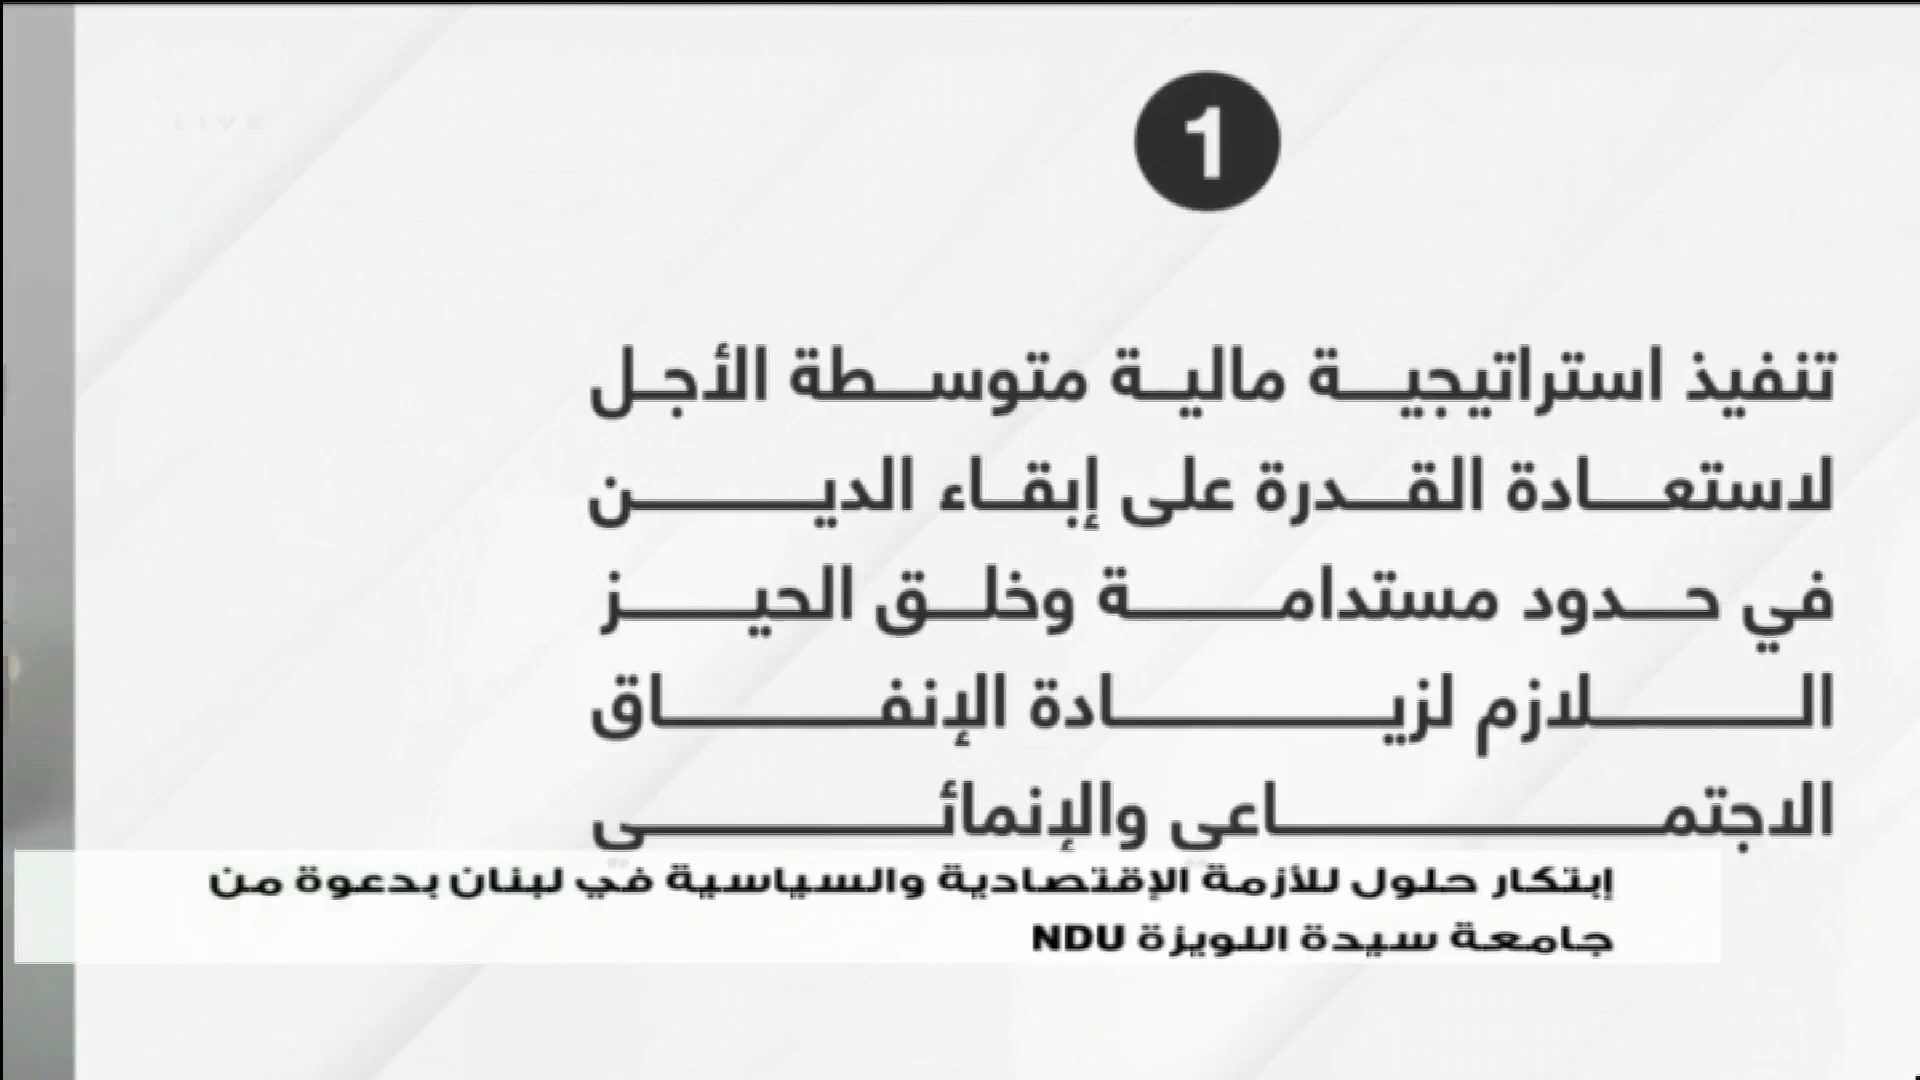 LIVE
1
تنفيذ استراتيجية مالية متوسطة الأجل
لاستعادة القدرة على إبقاء الدين
في حدود مستدامة وخلق الحيز
اللازم لزيادة الإنفاق
الاجتماعي والإنمائي
إبتكار حلول للأزمة الإقتصادية والسياسية في لبنان بدعوة من
جامعة سيدة اللويزة NDU